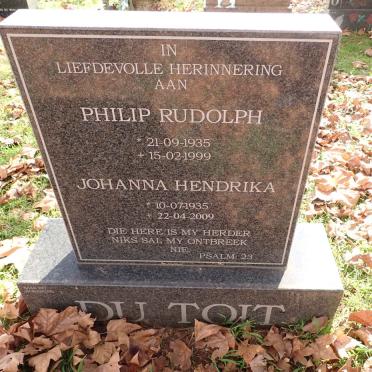 IN
LIEFDEVOLLE HERINNERING
AAN
PHILIP RUDOLPH
* 21-09-1935
+ 15-02-1999
JOHANNA HENDRIKA
* 10-07-1935
+ 22-04-2009
DIE HERE IS MY HERDER
NIKS SAL MY ONTBREEK
NIE.
PSALM: 23
DU TOIT